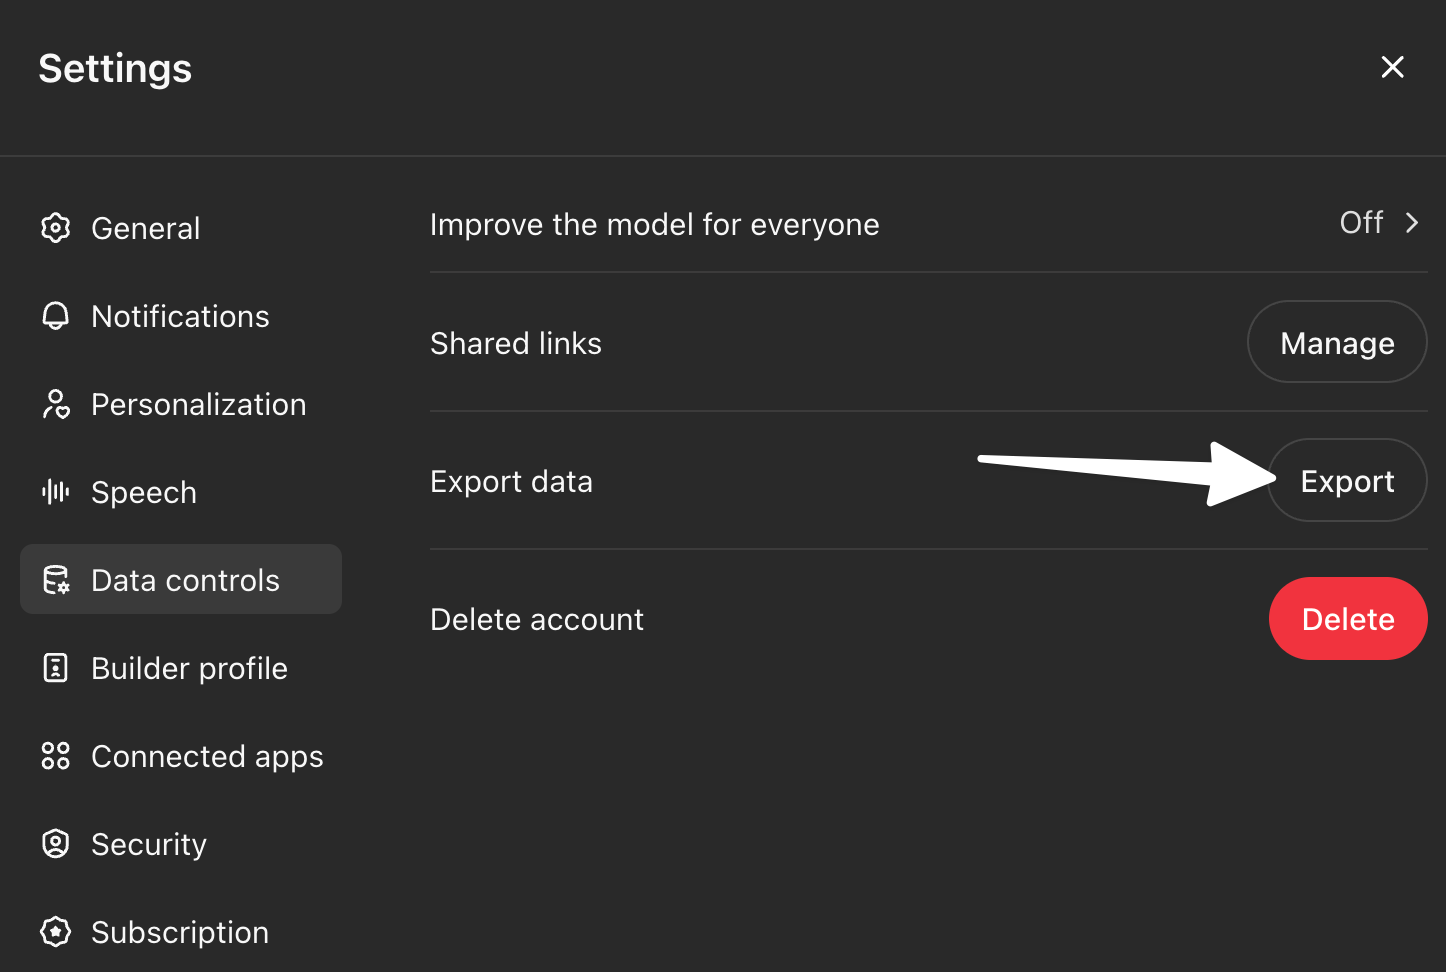 Settings
General
Notifications
Personalization
Speech
Data controls
Builder profile
Connected apps
Security
Subscription
Improve the model for everyone Off
Shared links Manage
Export data Export
Delete account Delete